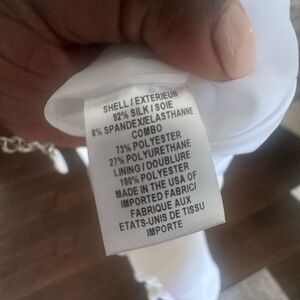 SHELL / EXTERIEUR
92% SILK / SOIE
8% SPANDEX/ELASTHANNE
COMBO
73% POLYESTER
27% POLYURETHANE
LINING / DOUBLURE
100% POLYESTER
MADE IN THE USA OF
IMPORTED FABRIC/
FABRIQUE AUX
ETATS-UNIS DE TISSU
IMPORTE